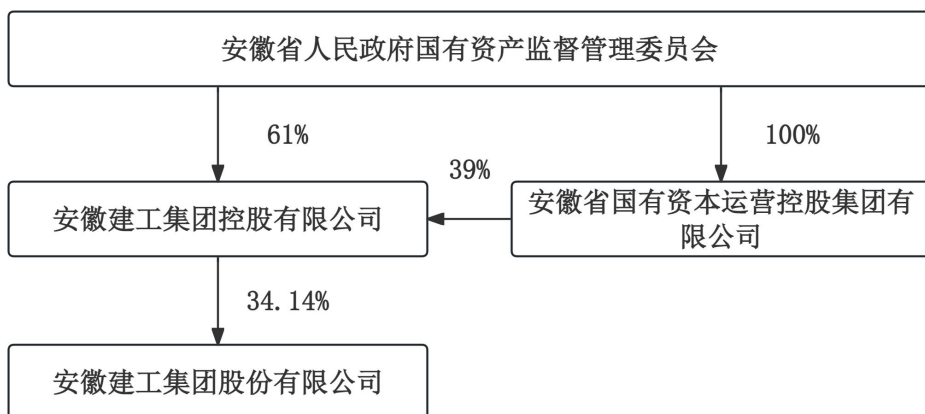 安徽省人民政府国有资产监督管理委员会
61%
100%
39%
安徽建工集团控股有限公司
安徽省国有资本运营控股集团有
限公司
34.14%
安徽建工集团股份有限公司